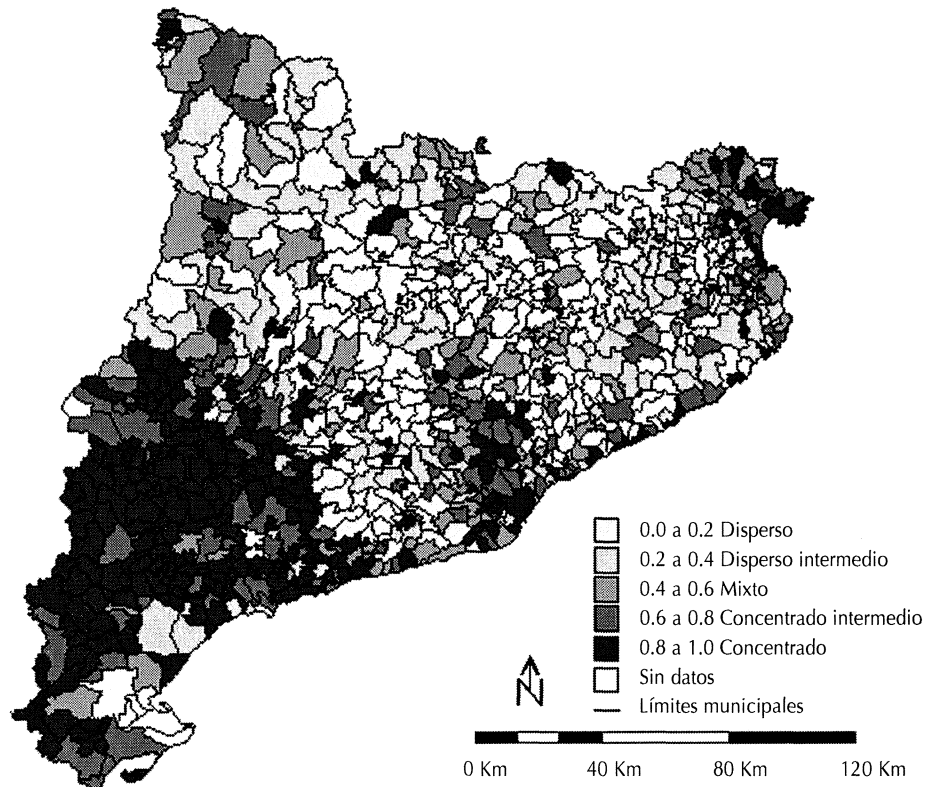 0.0 a 0.2 Disperso
0.2 a 0.4 Disperso intermedio
0.4 a 0.6 Mixto
0.6 a 0.8 Concentrado intermedio
0.8 a 1.0 Concentrado
Sin datos
Límites municipales
N
0 Km 40 Km 80 Km 120 Km